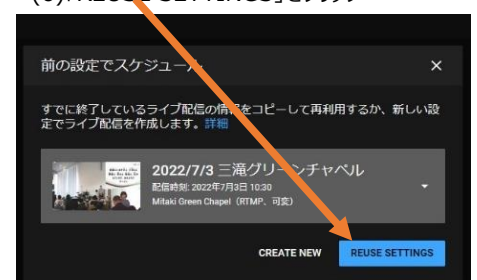 REUSE SETTINGS」をクリック
前の設定でスケジュール
すでに終了しているライブ配信の情報をコピーして再利用するか、新しい設
定でライブ配信を作成します。詳細
2022/7/3 三滝グリーンチャペル
配信時刻: 2022年7月3日 10:30
Mitaki Green Chapel（RTMP、可変）
CREATE NEW
REUSE SETTINGS